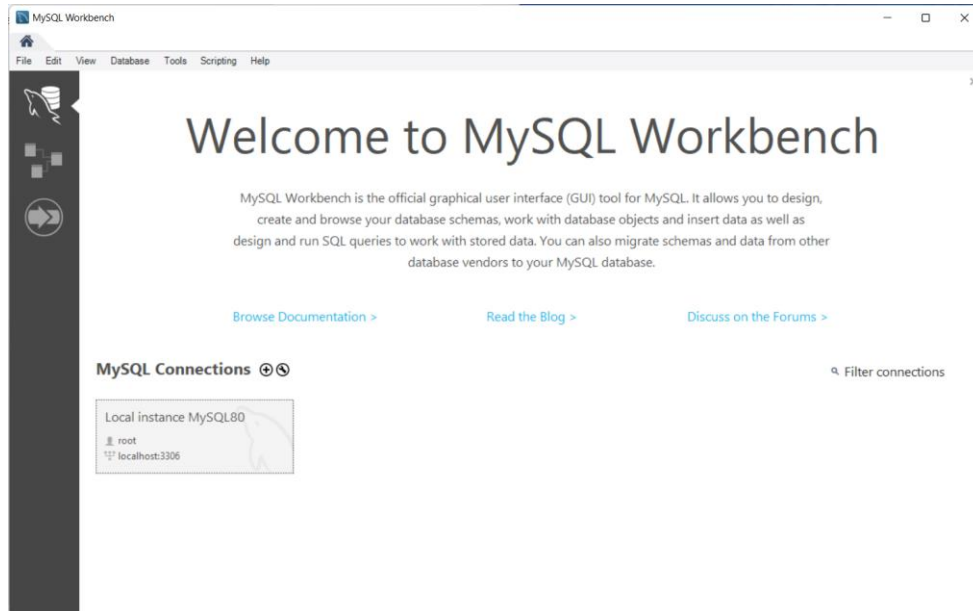 MySQL Workbench
File Edit View Database Tools Scripting Help
Welcome to MySQL Workbench
MySQL Workbench is the official graphical user interface (GUI) tool for MySQL. It allows you to design,
create and browse your database schemas, work with database objects and insert data as well as
design and run SQL queries to work with stored data. You can also migrate schemas and data from other
database vendors to your MySQL database.
Browse Documentation > Read the Blog > Discuss on the Forums >
MySQL Connections Filter connections
Local instance MySQL80
root
localhost:3306